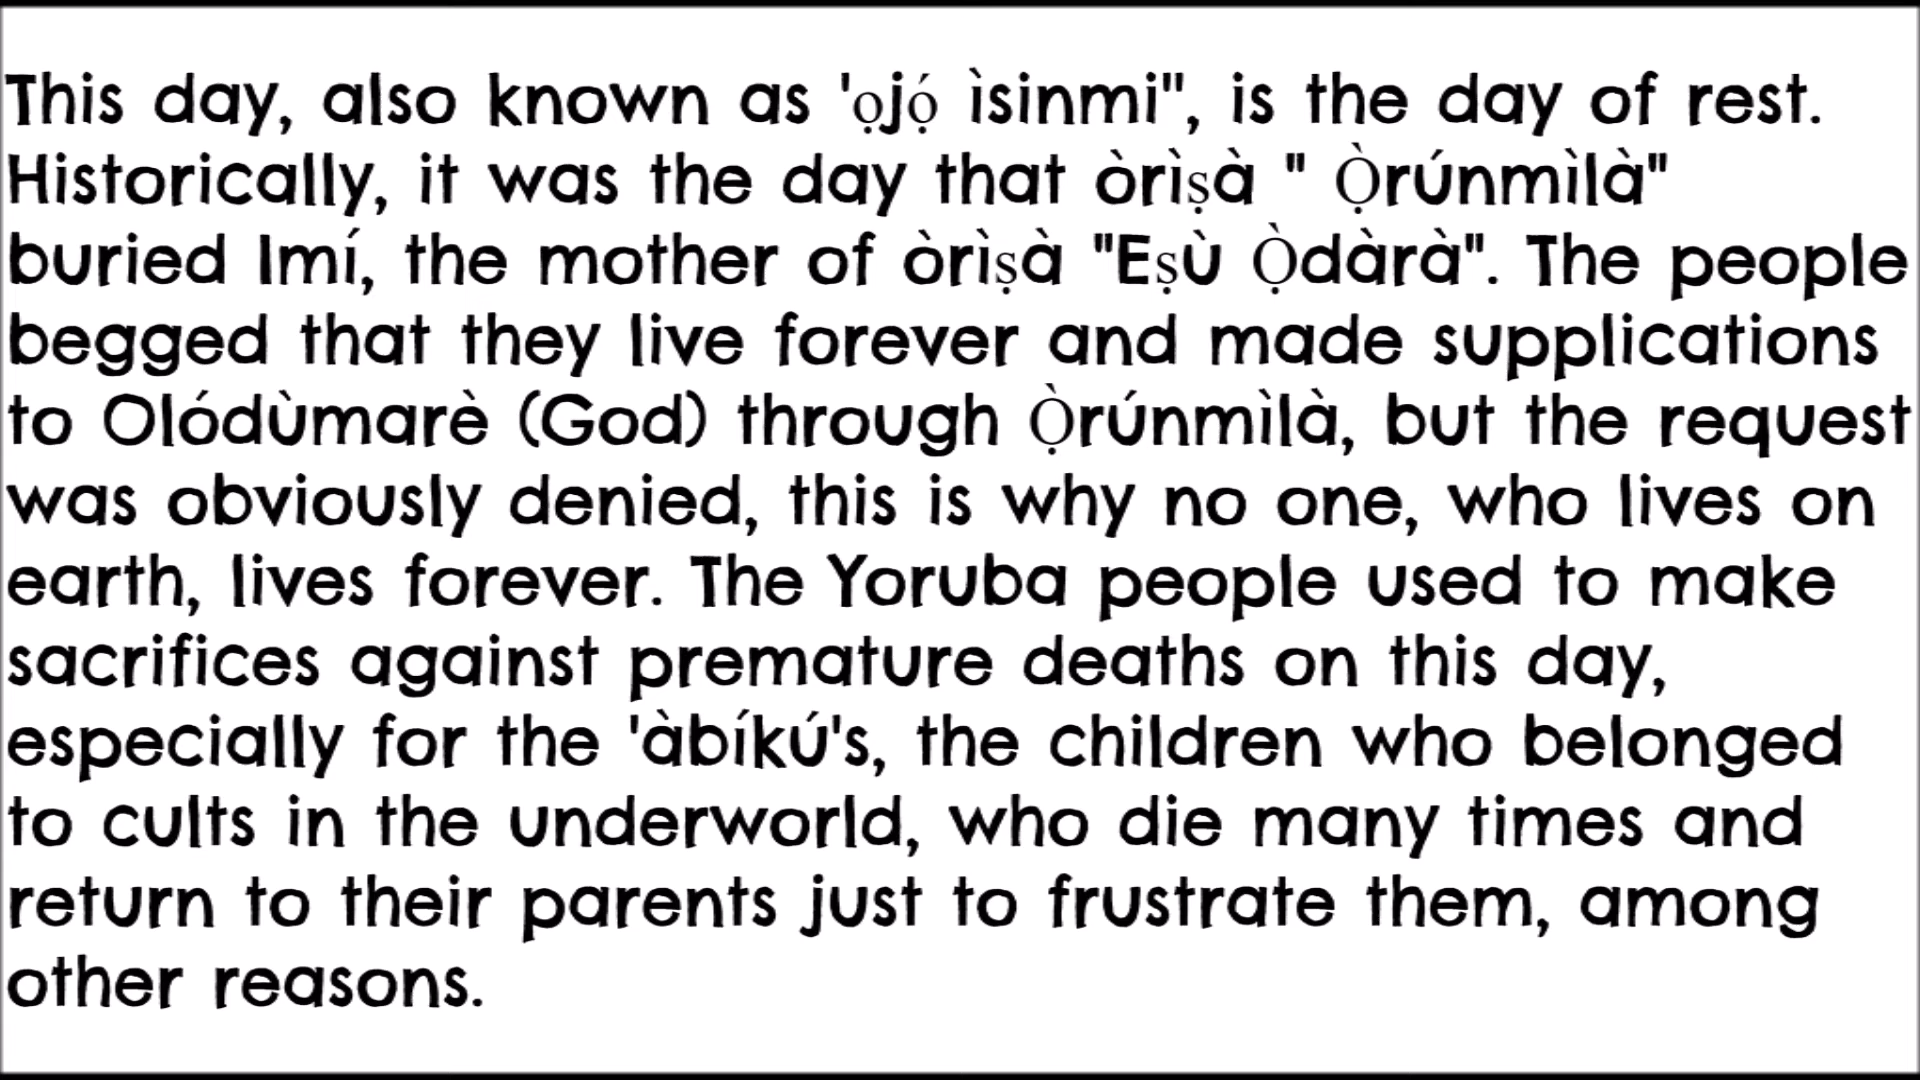 This day, also known as 'ọjọ́ ìsinmi", is the day of rest.
Historically, it was the day that òrìṣà " Ọ̀rúnmìlà"
buried Imí, the mother of òrìṣà "Eṣù Ọ̀dàrà". The people
begged that they live forever and made supplications
to Olódùmarè (God) through Ọ̀rúnmìlà, but the request
was obviously denied, this is why no one, who lives on
earth, lives forever. The Yoruba people used to make
sacrifices against premature deaths on this day,
especially for the 'àbíkú's, the children who belonged
to cults in the underworld, who die many times and
return to their parents just to frustrate them, among
other reasons.